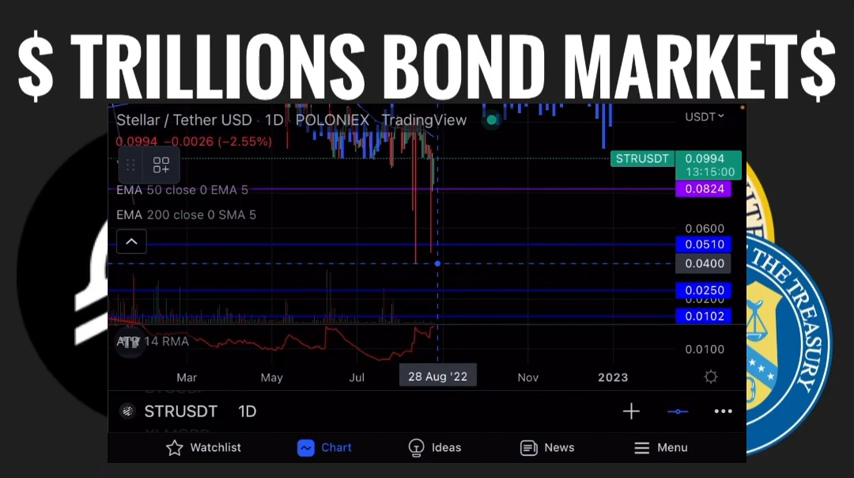 $ TRILLIONS BOND MARKET$
Stellar / Tether USD · 1D · POLONIEX · TradingView
USDT
0.0994 −0.0026 (−2.55%)
STRUSDT 0.0994
13:15:00
EMA 50 close 0 EMA 5
0.0824
EMA 200 close 0 SMA 5
0.0600
0.0510
0.0400
0.0250
0.0200
0.0102
ATR 14 RMA
0.0100
Mar May Jul 28 Aug '22 Nov 2023
STRUSDT 1D
Watchlist Chart Ideas News Menu
THE TREASURY